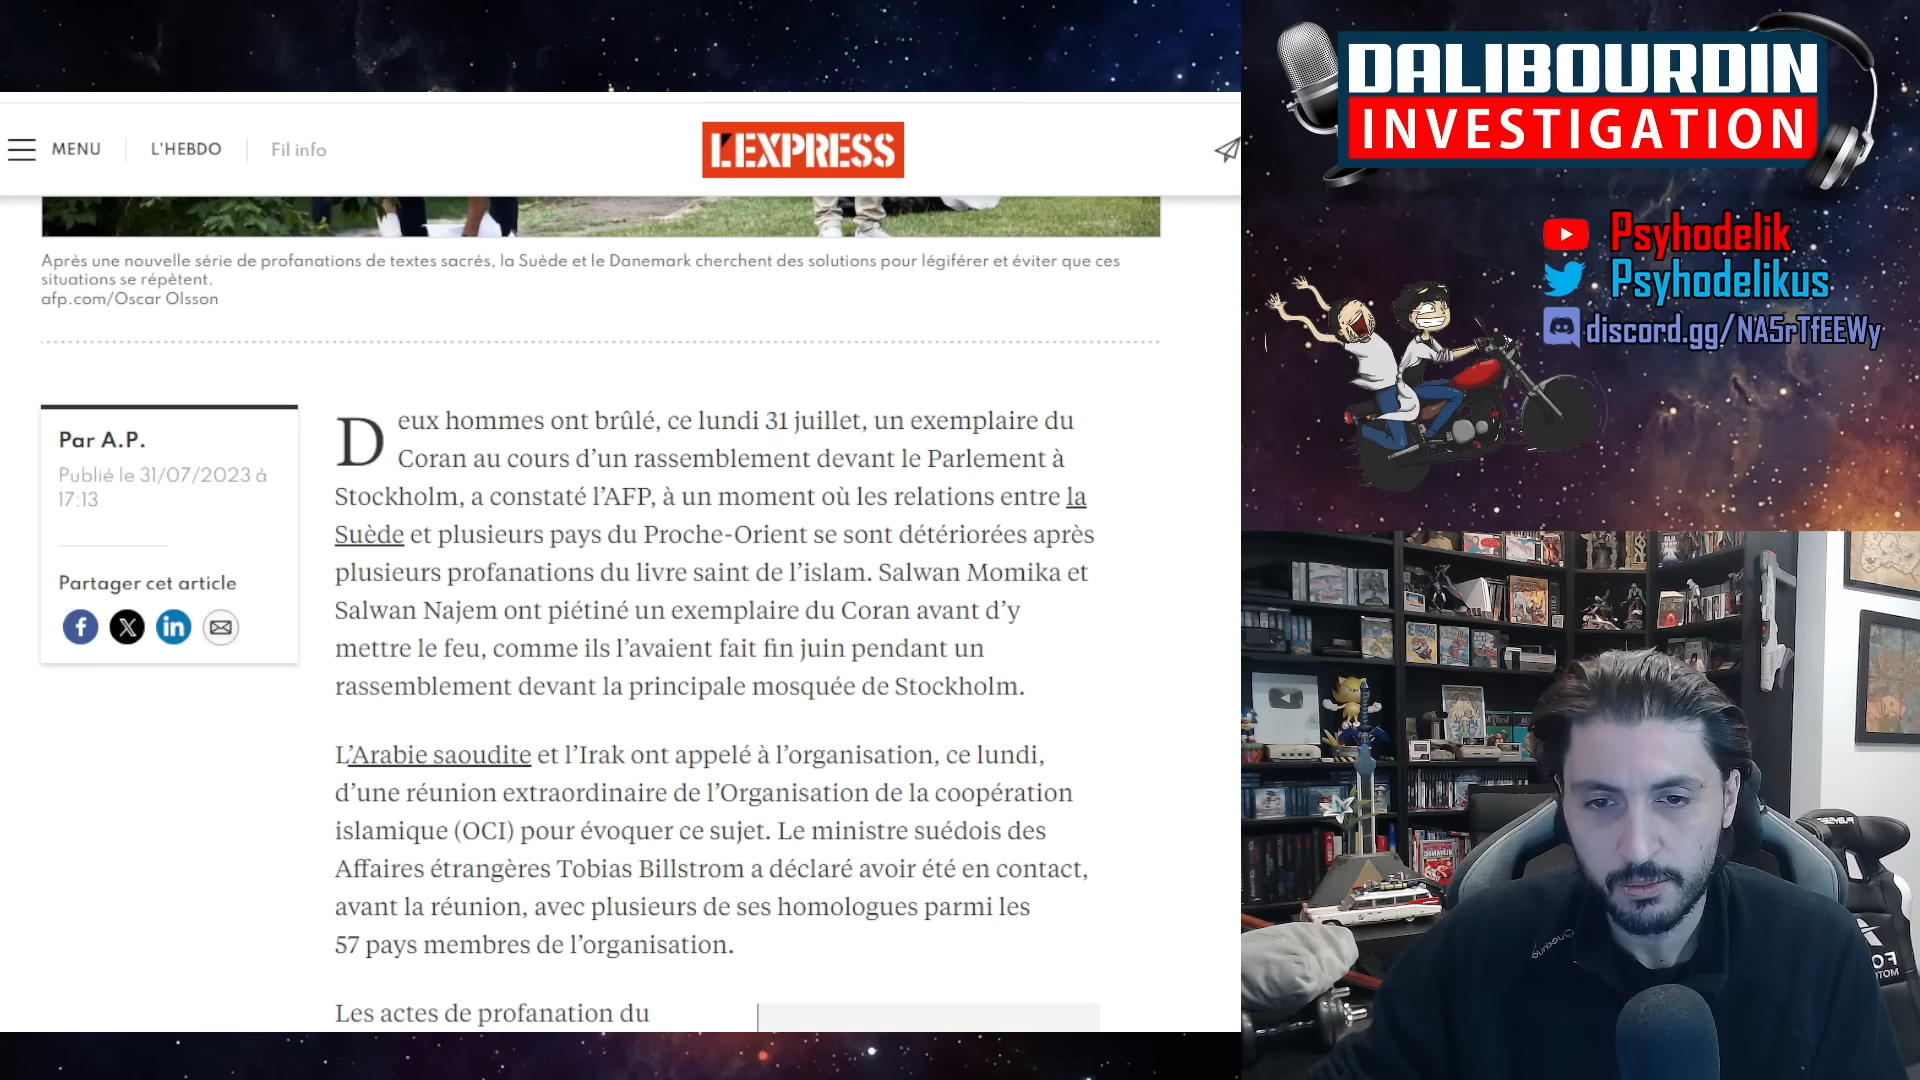 MENU
L'HEBDO
Fil info
L'EXPRESS
Après une nouvelle série de profanations de textes sacrés, la Suède et le Danemark cherchent des solutions pour légiférer et éviter que ces
situations se répètent.
afp.com/Oscar Olsson
Par A.P.
Publié le 31/07/2023 à
17:13
Partager cet article
Deux hommes ont brûlé, ce lundi 31 juillet, un exemplaire du
Coran au cours d'un rassemblement devant le Parlement à
Stockholm, a constaté l'AFP, à un moment où les relations entre la
Suède et plusieurs pays du Proche-Orient se sont détériorées après
plusieurs profanations du livre saint de l'islam. Salwan Momika et
Salwan Najem ont piétiné un exemplaire du Coran avant d'y
mettre le feu, comme ils l'avaient fait fin juin pendant un
rassemblement devant la principale mosquée de Stockholm.
L'Arabie saoudite et l'Irak ont appelé à l'organisation, ce lundi,
d'une réunion extraordinaire de l'Organisation de la coopération
islamique (OCI) pour évoquer ce sujet. Le ministre suédois des
Affaires étrangères Tobias Billstrom a déclaré avoir été en contact,
avant la réunion, avec plusieurs de ses homologues parmi les
57 pays membres de l'organisation.
Les actes de profanation du
DALIBOURDIN
INVESTIGATION
Psyhodelik
Psyhodelikus
discord.gg/NA5rTfEEWy
Quechua